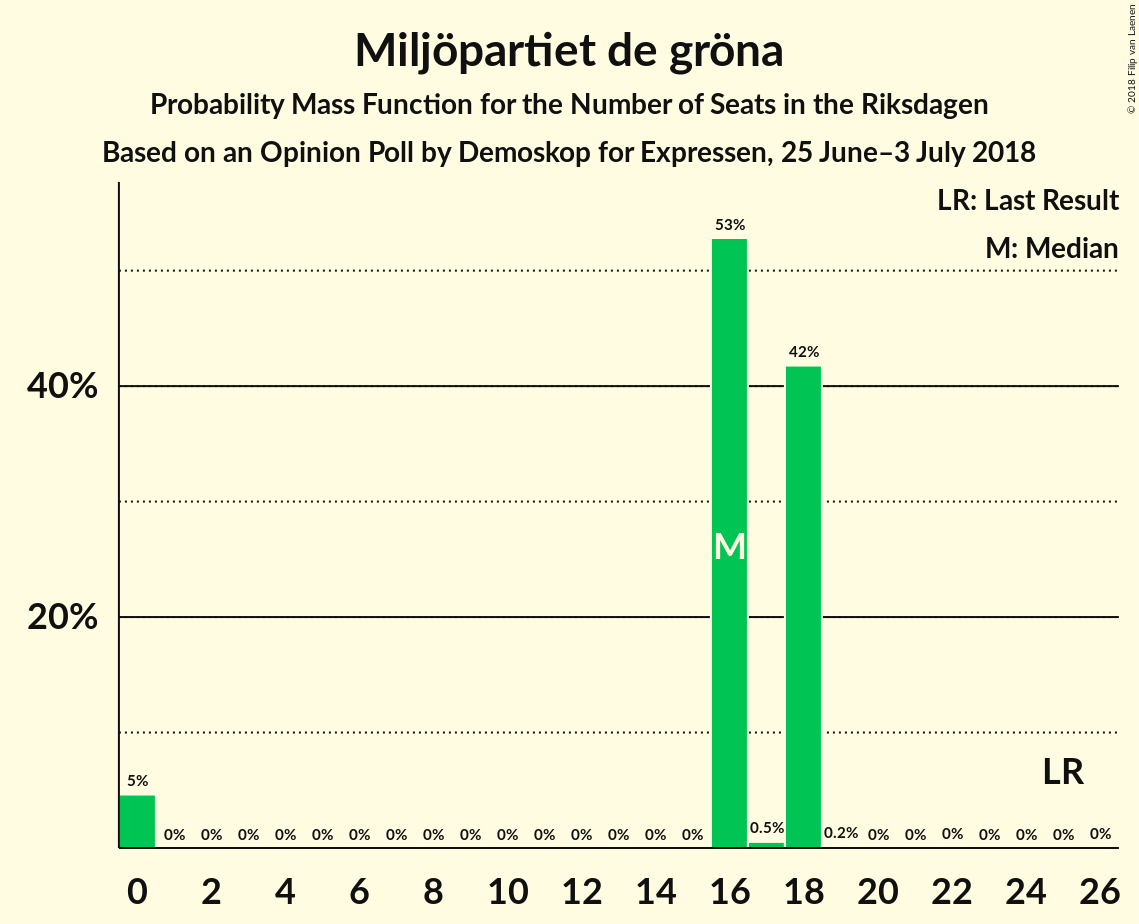 Miljöpartiet de gröna
Probability Mass Function for the Number of Seats in the Riksdagen
Based on an Opinion Poll by Demoskop for Expressen, 25 June–3 July 2018
© 2018 Filip van Laenen
LR: Last Result
M: Median
53%
42%
40%
M
20%
LR
5%
0% 0% 0% 0% 0% 0% 0% 0% 0% 0% 0% 0% 0% 0% 0% 0.5% 0.2% 0% 0% 0% 0% 0% 0% 0%
0 2 4 6 8 10 12 14 16 18 20 22 24 26